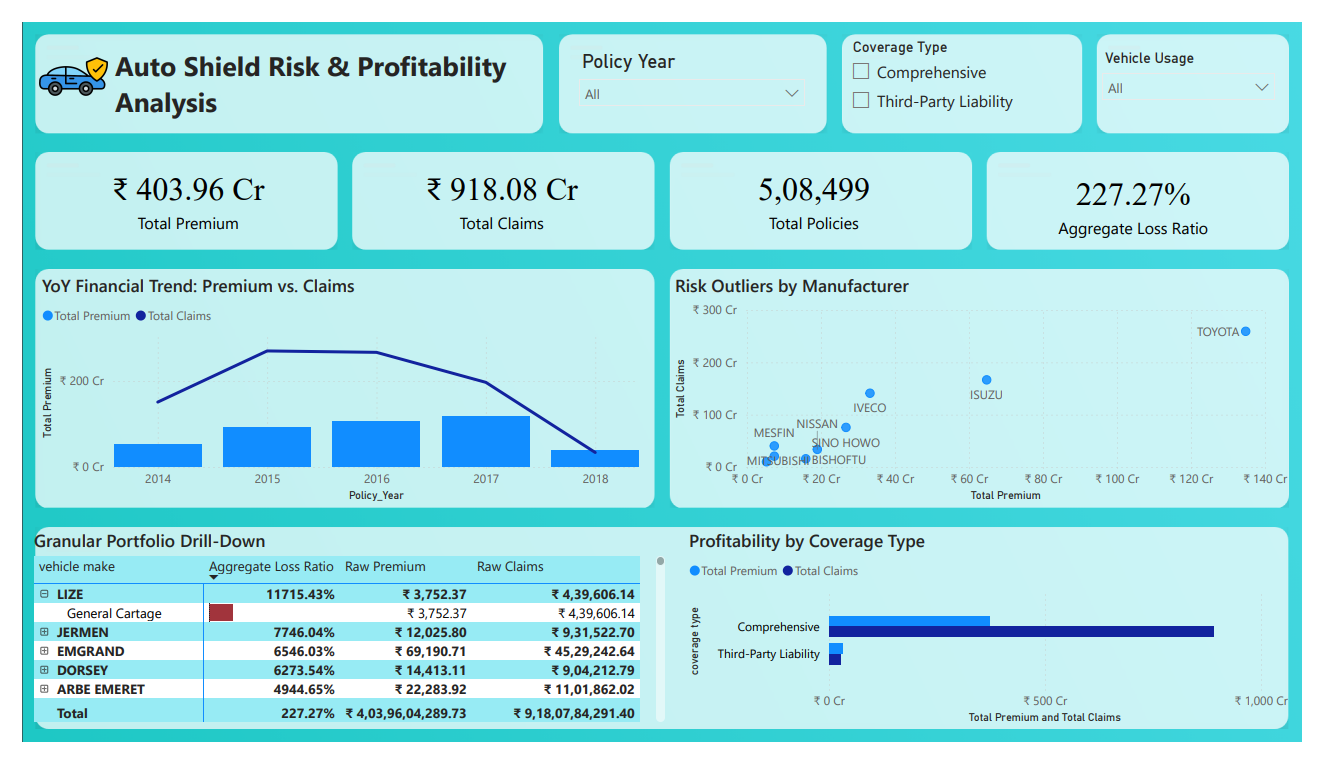 Auto Shield Risk & Profitability
Analysis
Policy Year
All
Coverage Type
Comprehensive
Third-Party Liability
Vehicle Usage
All
₹ 403.96 Cr
Total Premium
₹ 918.08 Cr
Total Claims
5,08,499
Total Policies
227.27%
Aggregate Loss Ratio
YoY Financial Trend: Premium vs. Claims
Total Premium Total Claims
Total Premium
₹ 200 Cr
₹ 0 Cr
2014 2015 2016 2017 2018
Policy_Year
Risk Outliers by Manufacturer
Total Claims
₹ 300 Cr
₹ 200 Cr
₹ 100 Cr
₹ 0 Cr
TOYOTA
ISUZU
IVECO
NISSAN
MESFIN
SINO HOWO
MITSUBISHI
BISHOFTU
₹ 0 Cr ₹ 20 Cr ₹ 40 Cr ₹ 60 Cr ₹ 80 Cr ₹ 100 Cr ₹ 120 Cr ₹ 140 Cr
Total Premium
Granular Portfolio Drill-Down
vehicle make Aggregate Loss Ratio Raw Premium Raw Claims
LIZE 11715.43% ₹ 3,752.37 ₹ 4,39,606.14
General Cartage ₹ 3,752.37 ₹ 4,39,606.14
JERMEN 7746.04% ₹ 12,025.80 ₹ 9,31,522.70
EMGRAND 6546.03% ₹ 69,190.71 ₹ 45,29,242.64
DORSEY 6273.54% ₹ 14,413.11 ₹ 9,04,212.79
ARBE EMERET 4944.65% ₹ 22,283.92 ₹ 11,01,862.02
Total 227.27% ₹ 4,03,96,04,289.73 ₹ 9,18,07,84,291.40
Profitability by Coverage Type
Total Premium Total Claims
coverage type
Comprehensive
Third-Party Liability
₹ 0 Cr ₹ 500 Cr ₹ 1,000 Cr
Total Premium and Total Claims